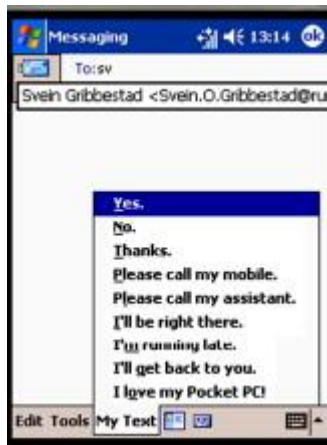 Messaging 13:14 ok
To:sv
Svein Gribbestad <Svein.O.Gribbestad@ru
Yes.
No.
Thanks.
Please call my mobile.
Please call my assistant.
I'll be right there.
I'm running late.
I'll get back to you.
I love my Pocket PC!
Edit Tools My Text